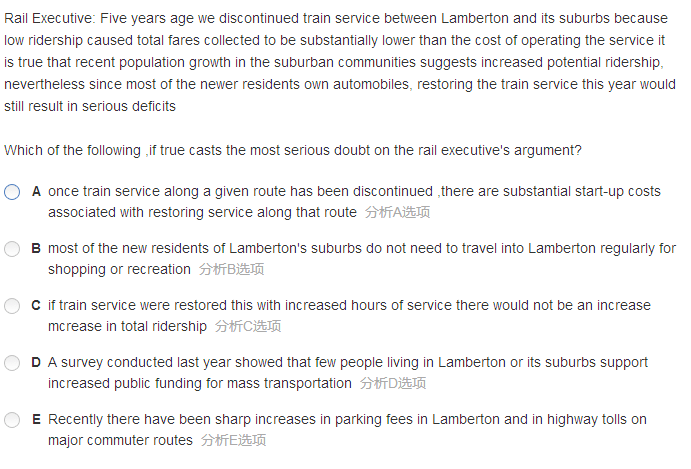 Rail Executive: Five years age we discontinued train service between Lamberton and its suburbs because
low ridership caused total fares collected to be substantially lower than the cost of operating the service it
is true that recent population growth in the suburban communities suggests increased potential ridership,
nevertheless since most of the newer residents own automobiles, restoring the train service this year would
still result in serious deficits
Which of the following ,if true casts the most serious doubt on the rail executive's argument?
A once train service along a given route has been discontinued ,there are substantial start-up costs
associated with restoring service along that route 分析A选项
B most of the new residents of Lamberton's suburbs do not need to travel into Lamberton regularly for
shopping or recreation 分析B选项
C if train service were restored this with increased hours of service there would not be an increase
mcrease in total ridership 分析C选项
D A survey conducted last year showed that few people living in Lamberton or its suburbs support
increased public funding for mass transportation 分析D选项
E Recently there have been sharp increases in parking fees in Lamberton and in highway tolls on
major commuter routes 分析E选项